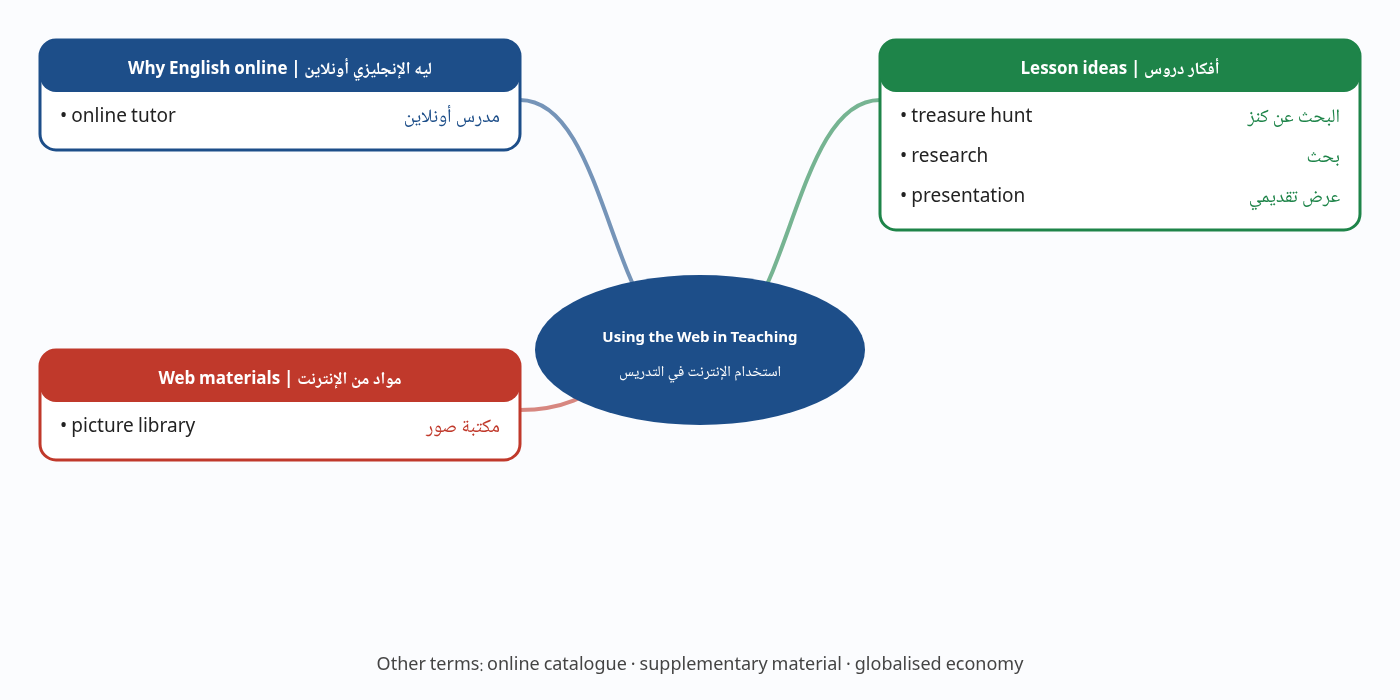 Why English online | ليه الإنجليزي أونلاين
• online tutor مدرس أونلاين
Lesson ideas | أفكار دروس
• treasure hunt البحث عن كنز
• research بحث
• presentation عرض تقديمي
Using the Web in Teaching
استخدام الإنترنت في التدريس
Web materials | مواد من الإنترنت
• picture library مكتبة صور
Other terms: online catalogue · supplementary material · globalised economy